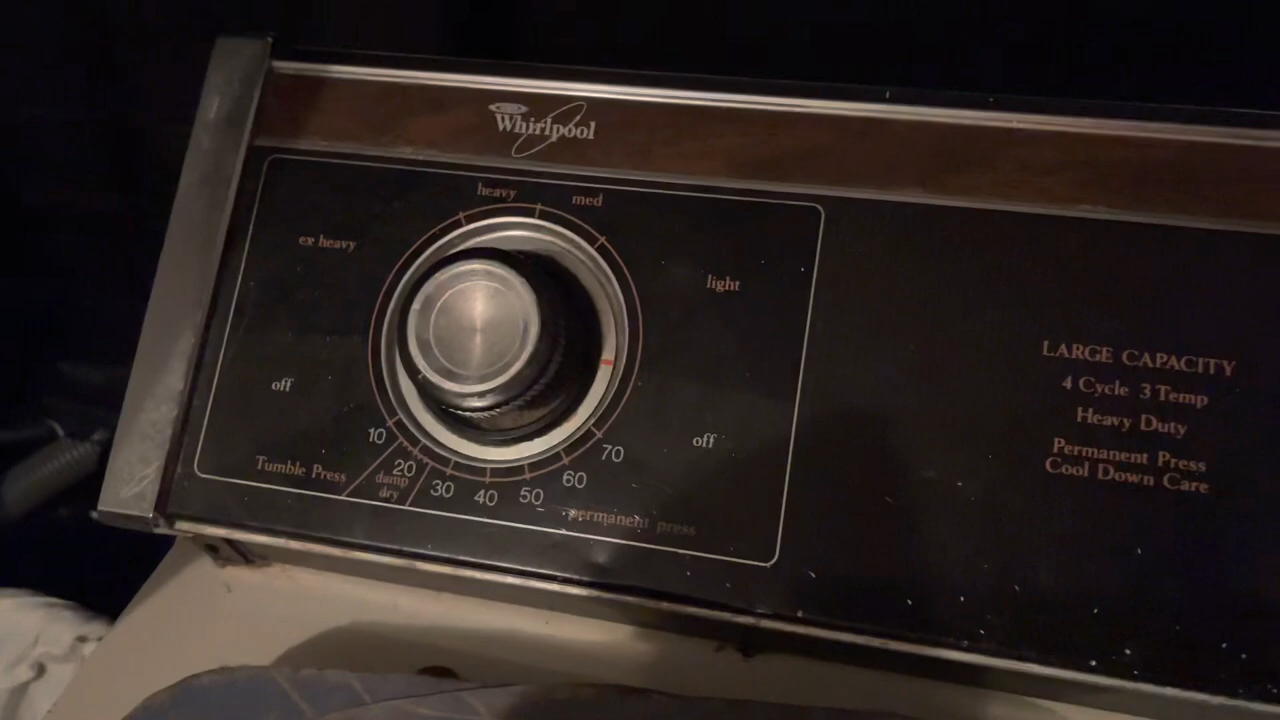 Whirlpool
heavy
med
ex heavy
light
off
off
10
20
30
40
50
60
70
Tumble Press
damp
dry
permanent press
LARGE CAPACITY
4 Cycle 3 Temp
Heavy Duty
Permanent Press
Cool Down Care